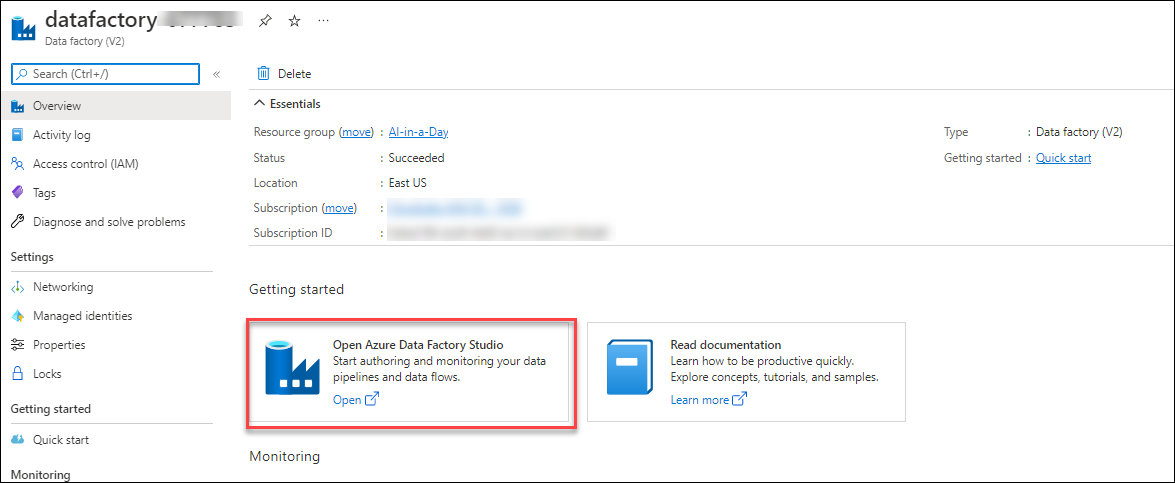 datafactory
Data factory (V2)
Search (Ctrl+/)
«
Delete
Overview
Activity log
Access control (IAM)
Tags
Diagnose and solve problems
Settings
Networking
Managed identities
Properties
Locks
Getting started
Quick start
Monitoring
Essentials
Resource group (move) : AI-in-a-Day
Status : Succeeded
Location : East US
Subscription (move) :
Subscription ID :
Type : Data factory (V2)
Getting started : Quick start
Getting started
Open Azure Data Factory Studio
Start authoring and monitoring your data
pipelines and data flows.
Open
Read documentation
Learn how to be productive quickly.
Explore concepts, tutorials, and samples.
Learn more
Monitoring